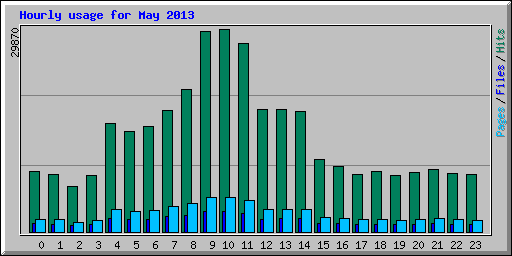 Hourly usage for May 2013
29870
Pages / Files / Hits
0 1 2 3 4 5 6 7 8 9 10 11 12 13 14 15 16 17 18 19 20 21 22 23